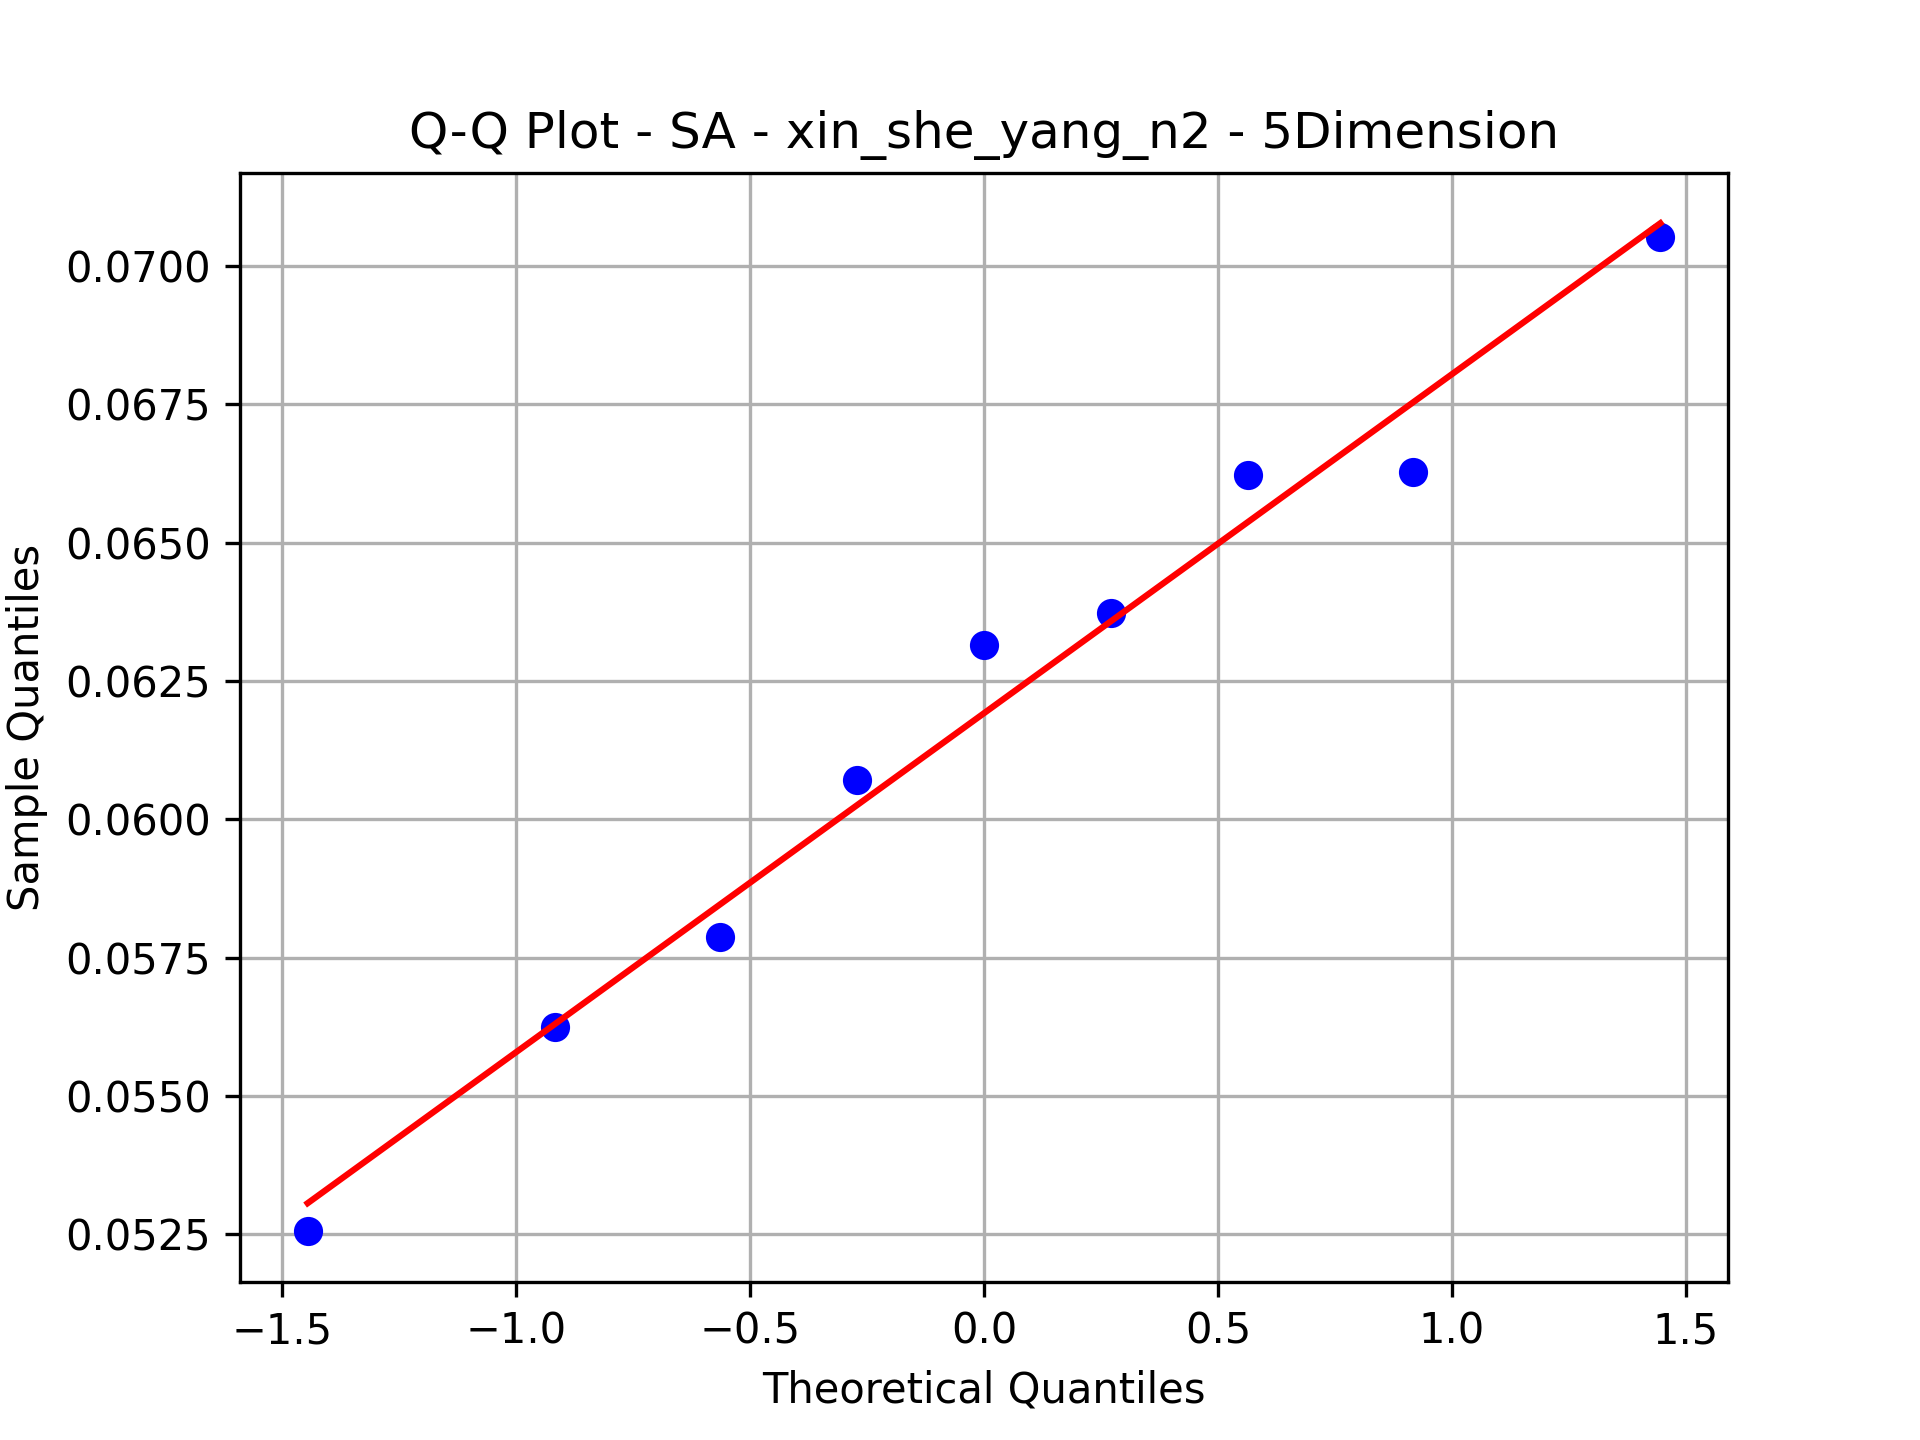 Q-Q Plot - SA - xin_she_yang_n2 - 5Dimension
0.0700
0.0675
0.0650
0.0625
0.0600
0.0575
0.0550
0.0525
Sample Quantiles
−1.5 −1.0 −0.5 0.0 0.5 1.0 1.5
Theoretical Quantiles